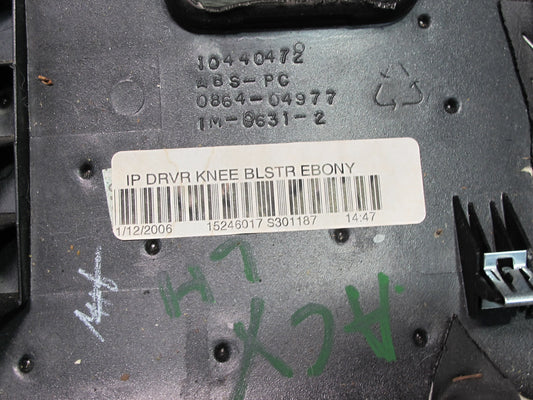 10440472
ABS-PC
0864-04977
1M-0631-2
IP DRVR KNEE BLSTR EBONY
1/12/2006 15246017 S301187 14:47
LH
ACX